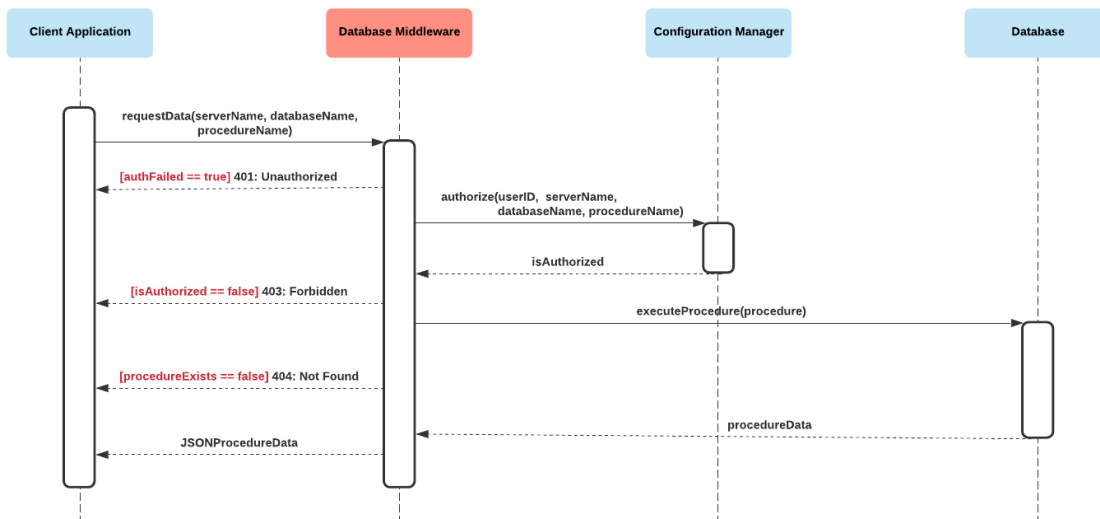 Client Application
Database Middleware
Configuration Manager
Database
requestData(serverName, databaseName,
procedureName)
[authFailed == true] 401: Unauthorized
authorize(userID, serverName,
databaseName, procedureName)
isAuthorized
[isAuthorized == false] 403: Forbidden
executeProcedure(procedure)
[procedureExists == false] 404: Not Found
procedureData
JSONProcedureData